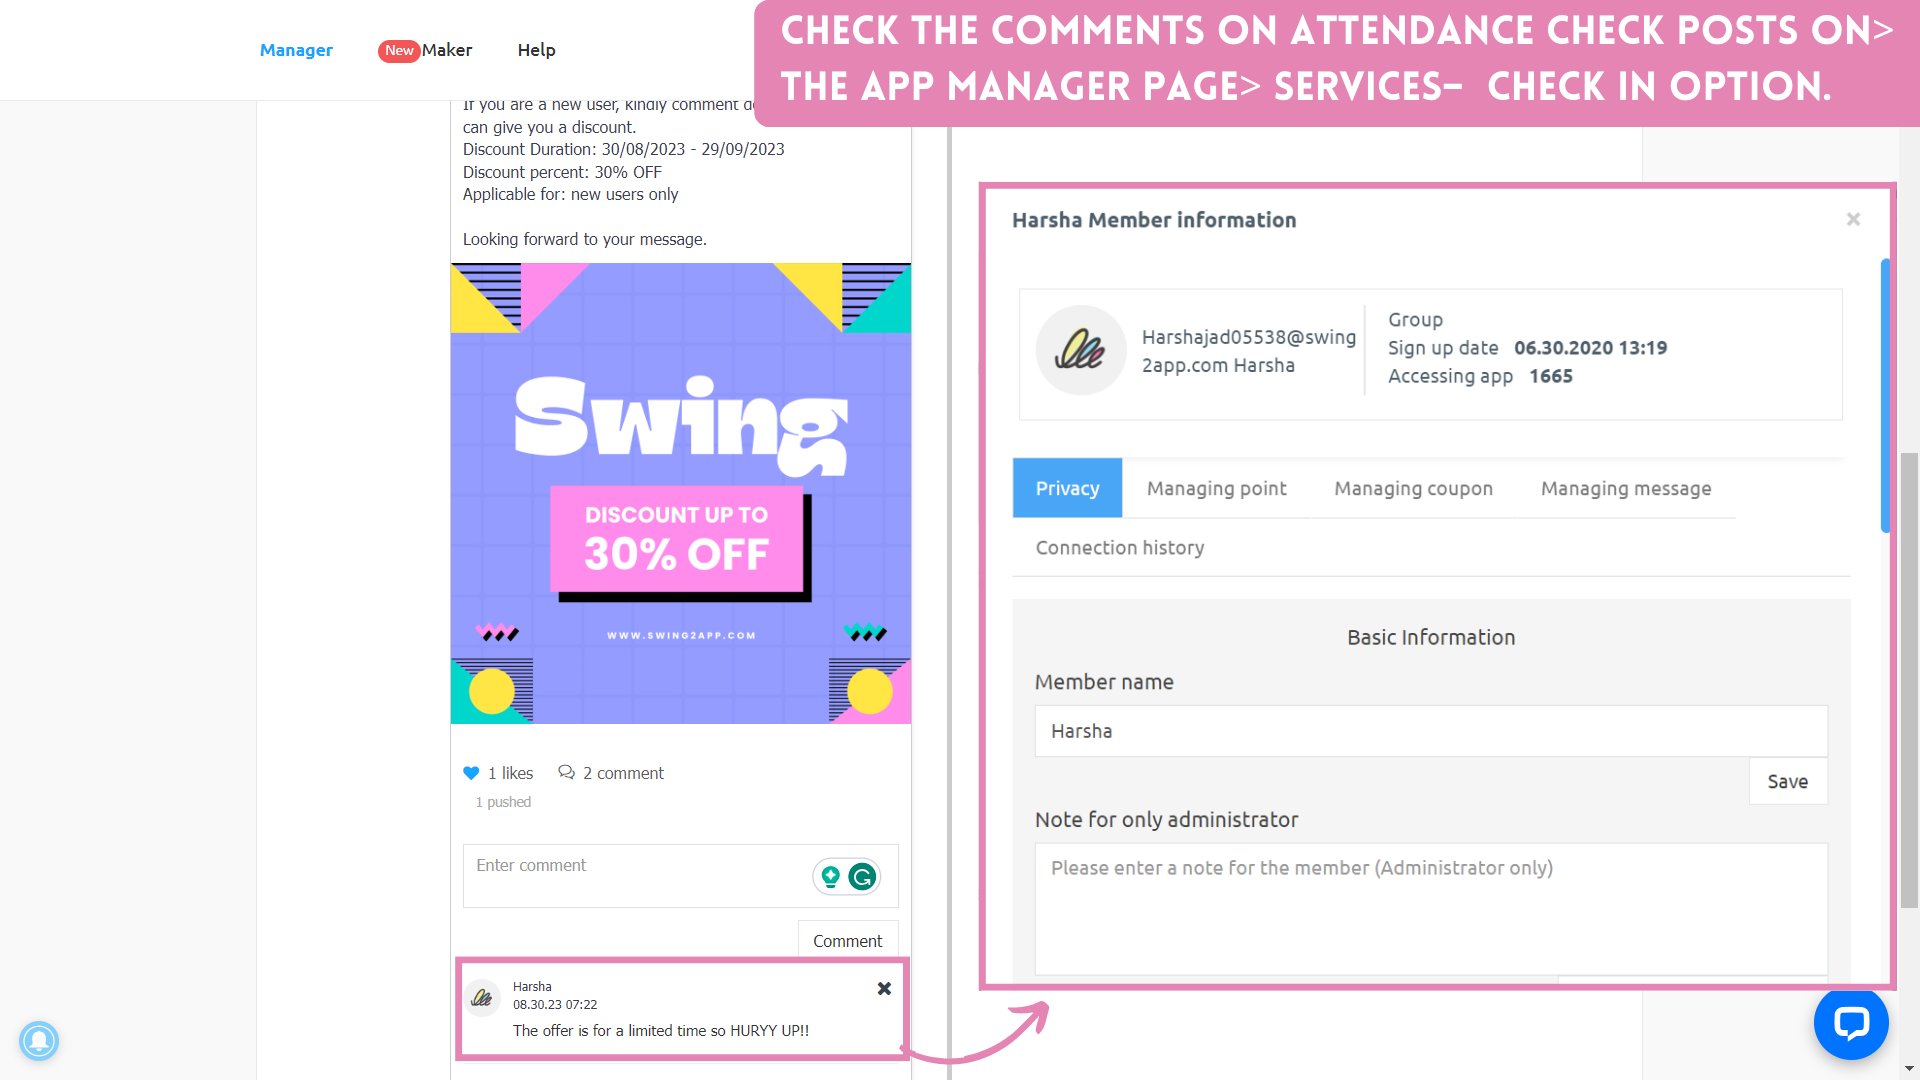 CHECK THE COMMENTS ON ATTENDANCE CHECK POSTS ON>
THE APP MANAGER PAGE> SERVICES- CHECK IN OPTION.
Manager
New Maker
Help
If you are a new user, kindly comment
can give you a discount.
Discount Duration: 30/08/2023 - 29/09/2023
Discount percent: 30% OFF
Applicable for: new users only
Looking forward to your message.
Swing
DISCOUNT UP TO
30% OFF
WWW.SWING2APP.COM
1 likes
2 comment
1 pushed
Enter comment
Comment
Harsha
08.30.23 07:22
The offer is for a limited time so HURYY UP!!
Harsha Member information
Harshajad05538@swing
2app.com Harsha
Group
Sign up date 06.30.2020 13:19
Accessing app 1665
Privacy
Managing point
Managing coupon
Managing message
Connection history
Basic Information
Member name
Harsha
Save
Note for only administrator
Please enter a note for the member (Administrator only)